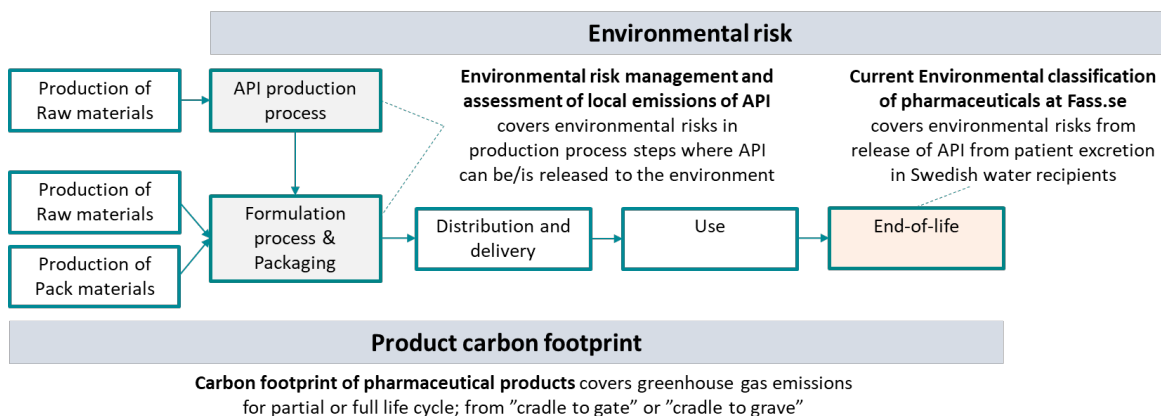 Environmental risk
Production of
Raw materials
API production
process
Environmental risk management and
assessment of local emissions of API
covers environmental risks in
production process steps where API
can be/is released to the environment
Current Environmental classification
of pharmaceuticals at Fass.se
covers environmental risks from
release of API from patient excretion
in Swedish water recipients
Production of
Raw materials
Production of
Pack materials
Formulation
process &
Packaging
Distribution and
delivery
Use
End-of-life
Product carbon footprint
Carbon footprint of pharmaceutical products covers greenhouse gas emissions
for partial or full life cycle; from ”cradle to gate” or ”cradle to grave”